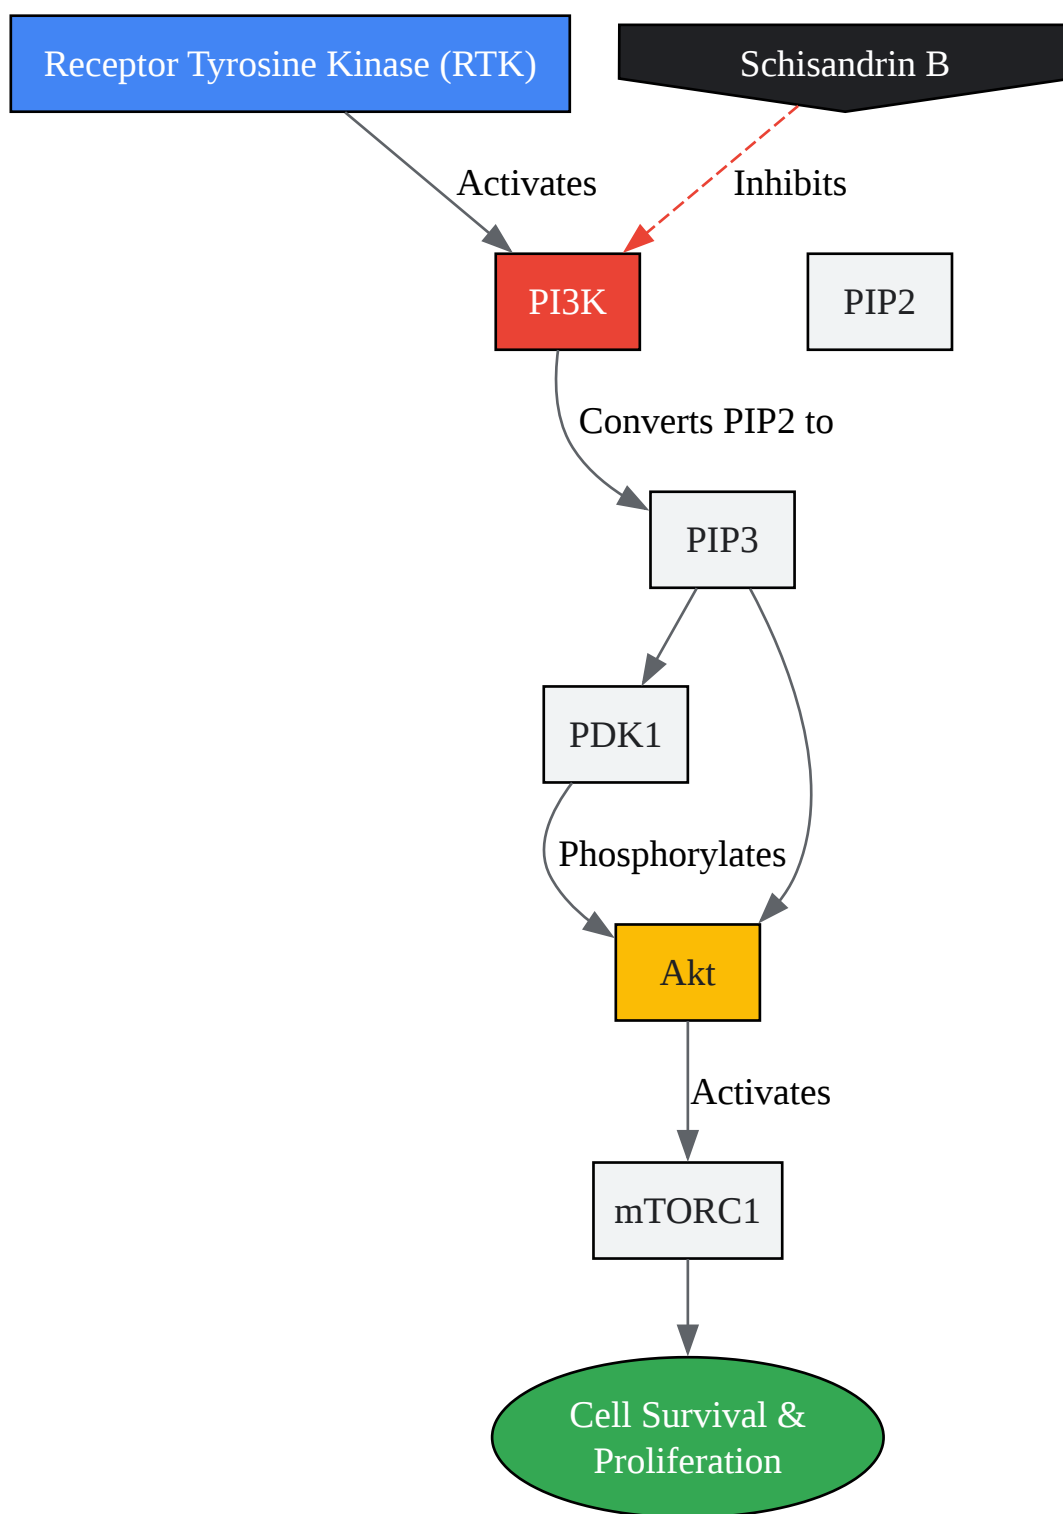 Receptor Tyrosine Kinase (RTK)
Schisandrin B
Activates
Inhibits
PI3K
PIP2
Converts PIP2 to
PIP3
PDK1
Phosphorylates
Akt
Activates
mTORC1
Cell Survival &
Proliferation